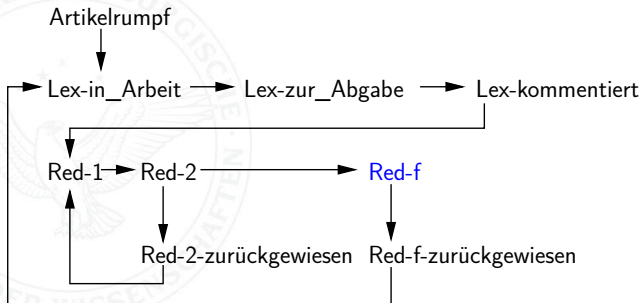 Artikelrumpf
Lex-in_Arbeit Lex-zur_Abgabe Lex-kommentiert
Red-1 Red-2 Red-f
Red-2-zurückgewiesen Red-f-zurückgewiesen